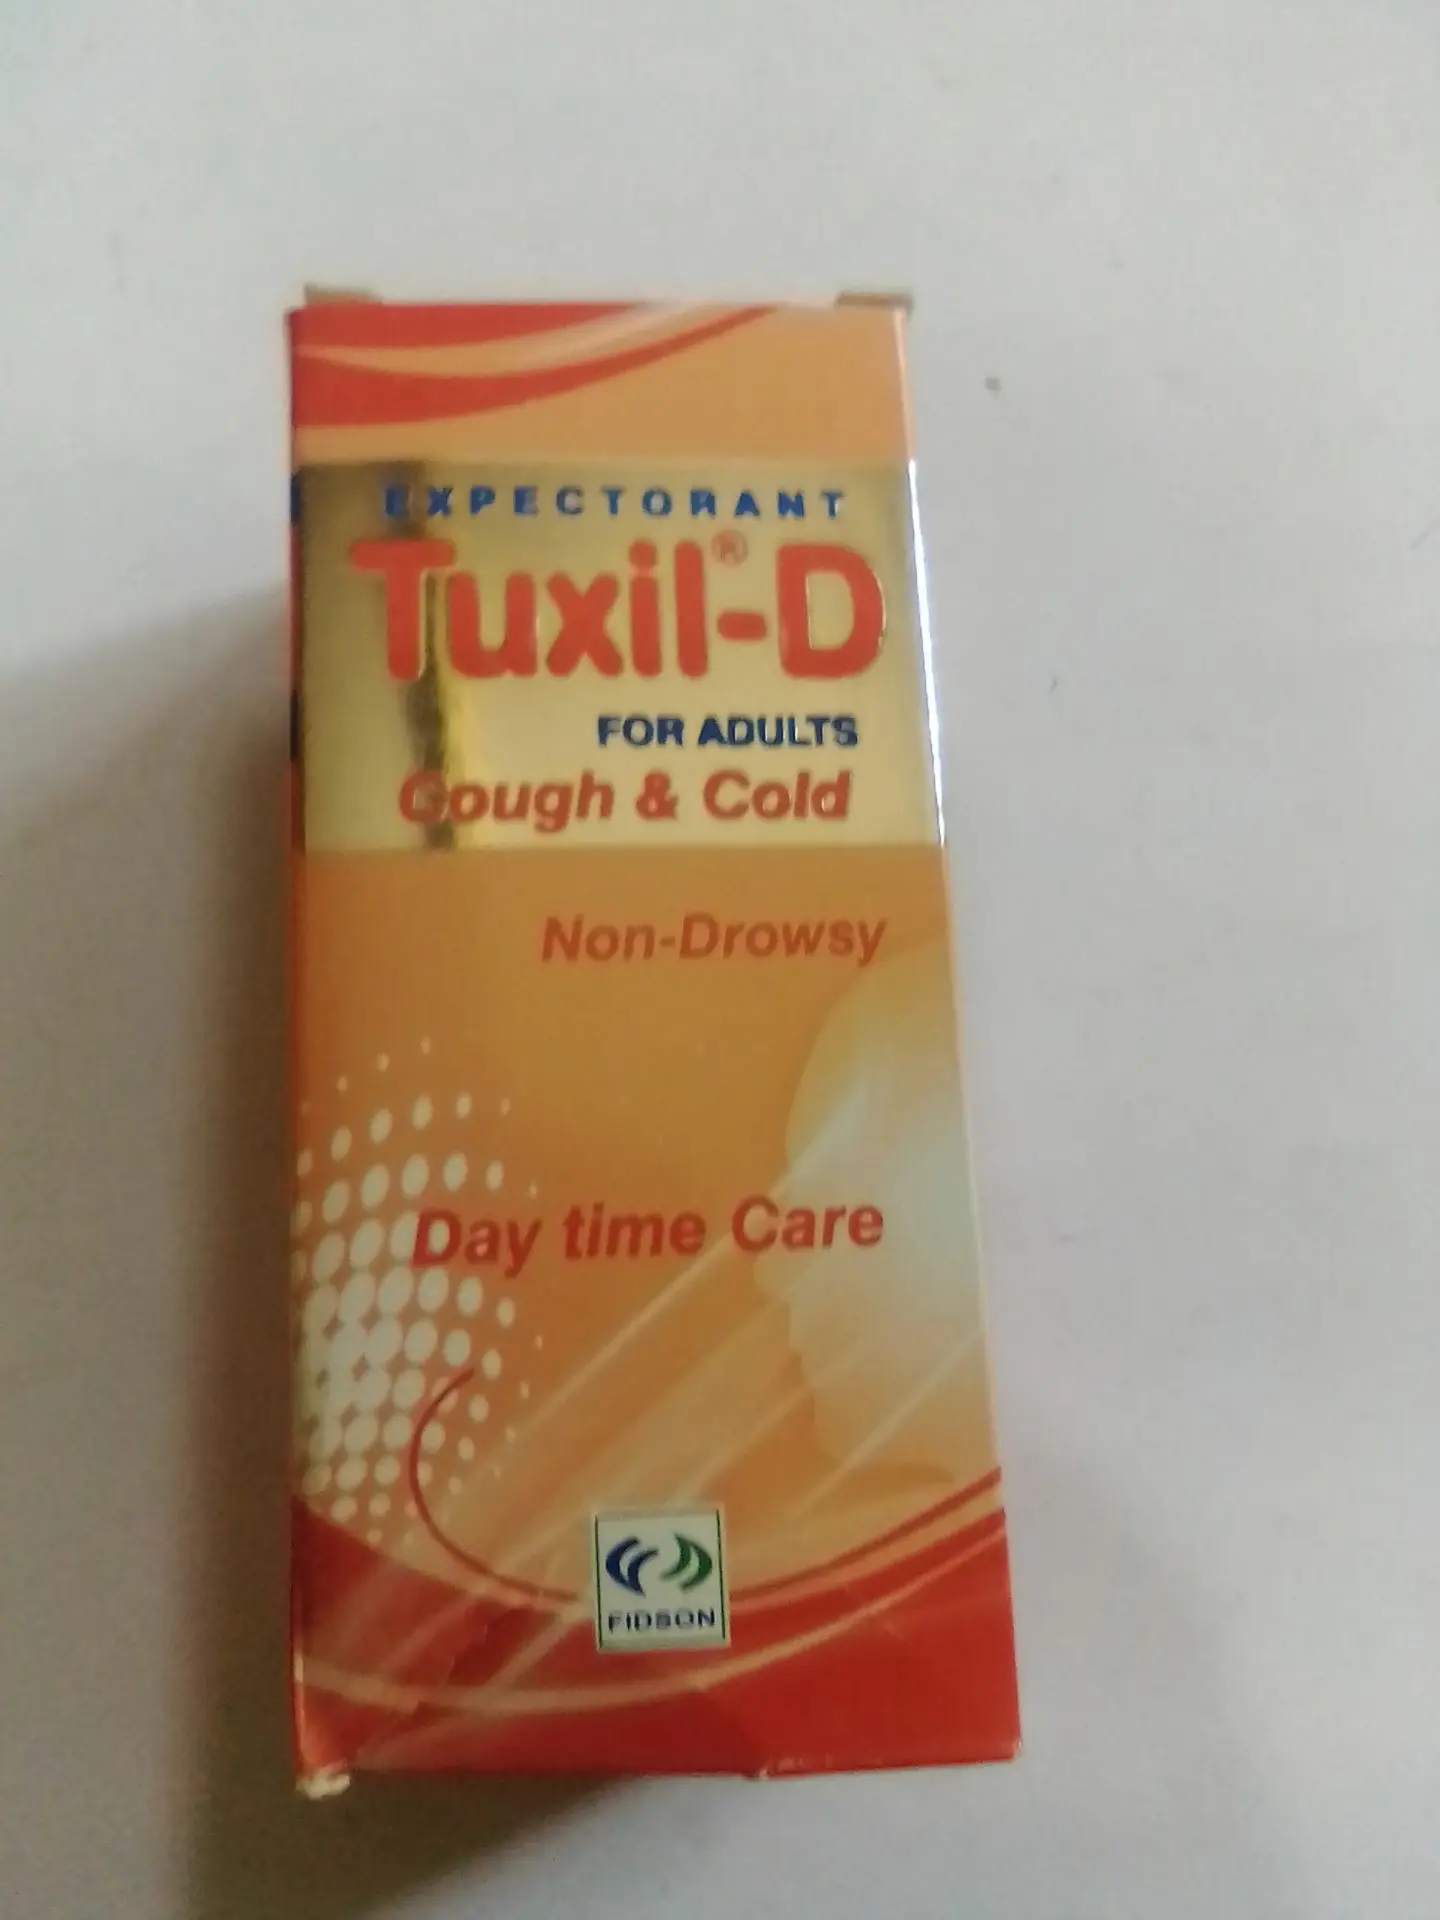 EXPECTORANT
Tuxil®-D
FOR ADULTS
Cough & Cold
Non-Drowsy
Day time Care
FIDSON